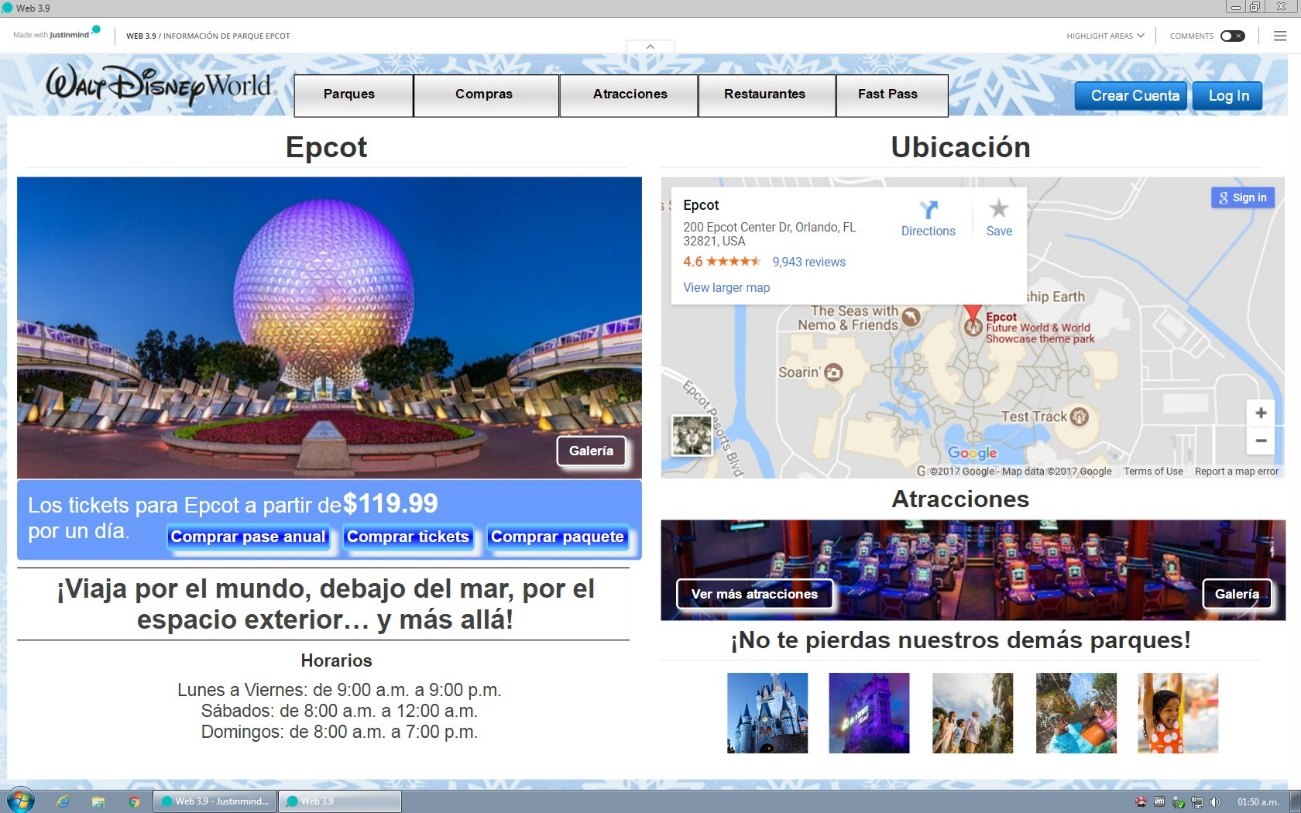 Web 3.9
Made with Justinmind
WEB 3.9 / INFORMACIÓN DE PARQUE EPCOT
HIGHLIGHT AREAS
COMMENTS
Walt Disney World
Parques
Compras
Atracciones
Restaurantes
Fast Pass
Crear Cuenta
Log In
Epcot
Galería
Los tickets para Epcot a partir de $119.99
por un día.
Comprar pase anual
Comprar tickets
Comprar paquete
¡Viaja por el mundo, debajo del mar, por el
espacio exterior… y más allá!
Horarios
Lunes a Viernes: de 9:00 a.m. a 9:00 p.m.
Sábados: de 8:00 a.m. a 12:00 a.m.
Domingos: de 8:00 a.m. a 7:00 p.m.
Ubicación
Epcot
200 Epcot Center Dr, Orlando, FL
32821, USA
4.6
9,943 reviews
View larger map
Directions
Save
Sign in
ship Earth
The Seas with
Nemo & Friends
Epcot
Future World & World
Showcase theme park
Soarin'
Test Track
Epcot Resorts Blvd
Google
©2017 Google - Map data ©2017 Google
Terms of Use
Report a map error
Atracciones
Ver más atracciones
Galería
¡No te pierdas nuestros demás parques!
Web 3.9 - Justinmind...
Web 3.9
01:50 a.m.